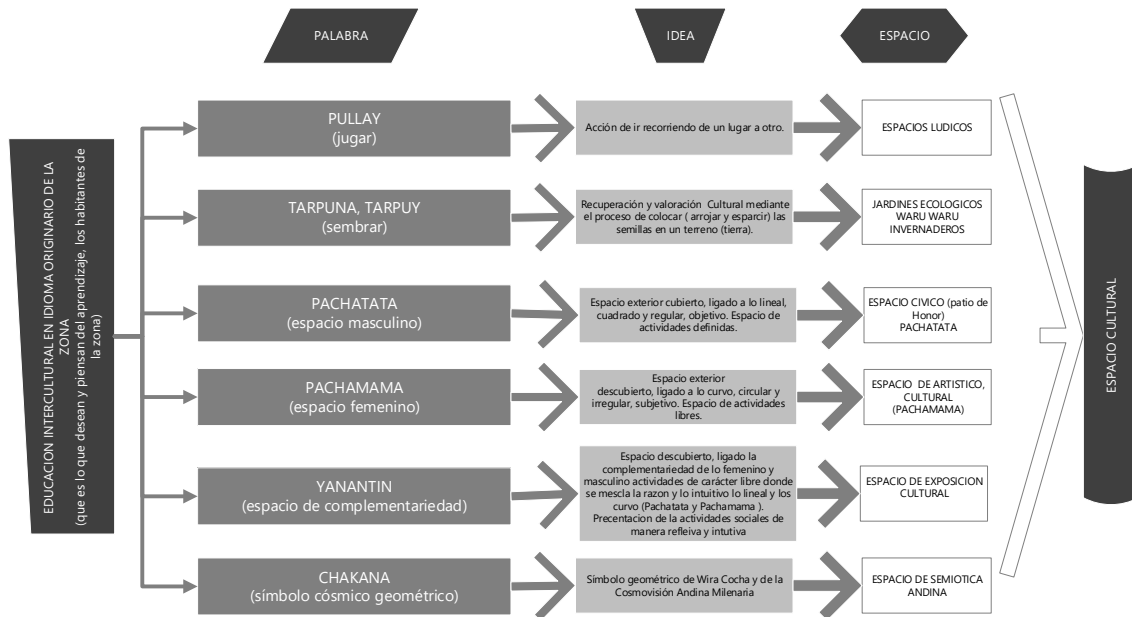 PALABRA
IDEA
ESPACIO
EDUCACION INTERCULTURAL EN IDIOMA ORIGINARIO DE LA
ZONA
(que es lo que desean y piensan del aprendizaje, los habitantes de
la zona)
PULLAY
(jugar)
Acción de ir recorriendo de un lugar a otro.
ESPACIOS LUDICOS
TARPUNA, TARPUY
(sembrar)
Recuperación y valoración Cultural mediante
el proceso de colocar ( arrojar y esparcir) las
semillas en un terreno (tierra).
JARDINES ECOLOGICOS
WARU WARU
INVERNADEROS
PACHATATA
(espacio masculino)
Espacio exterior cubierto, ligado a lo lineal,
cuadrado y regular, objetivo. Espacio de
actividades definidas.
ESPACIO CIVICO (patio de
Honor)
PACHATATA
PACHAMAMA
(espacio femenino)
Espacio exterior
descubierto, ligado a lo curvo, circular y
irregular, subjetivo. Espacio de actividades
libres.
ESPACIO DE ARTISTICO,
CULTURAL
(PACHAMAMA)
YANANTIN
(espacio de complementariedad)
Espacio descubierto, ligado la
complementariedad de lo femenino y
masculino actividades de carácter libre donde
se mescla la razon y lo intuitivo lo lineal y los
curvo (Pachatata y Pachamama ).
Precentacion de la actividades sociales de
manera refleiva y intutiva
ESPACIO DE EXPOSICION
CULTURAL
CHAKANA
(símbolo cósmico geométrico)
Símbolo geométrico de Wira Cocha y de la
Cosmovisión Andina Milenaria
ESPACIO DE SEMIOTICA
ANDINA
ESPACIO CULTURAL